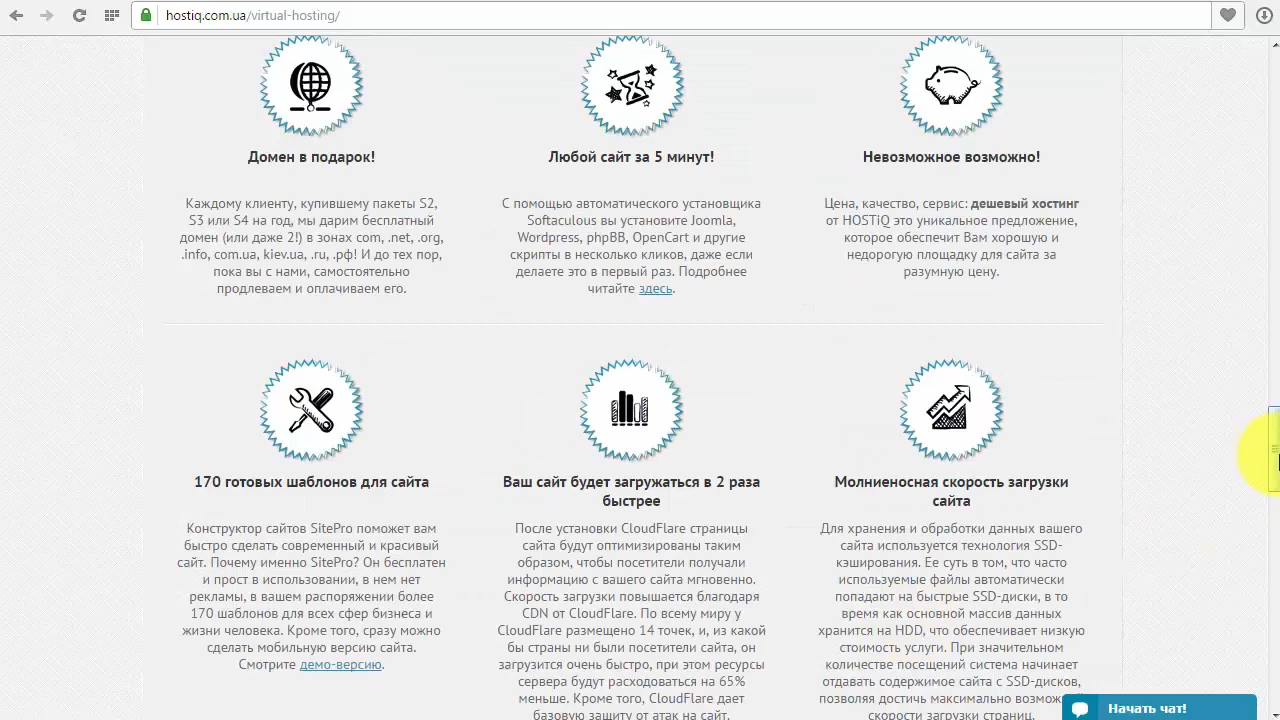 hostiq.com.ua/virtual-hosting/
Домен в подарок!
Каждому клиенту, купившему пакеты S2,
S3 или S4 на год, мы дарим бесплатный
домен (или даже 2!) в зонах com, .net, .org,
.info, com.ua, kiev.ua, .ru, .рф! И до тех пор,
пока вы с нами, самостоятельно
продлеваем и оплачиваем его.
Любой сайт за 5 минут!
С помощью автоматического установщика
Softaculous вы установите Joomla,
Wordpress, phpBB, OpenCart и другие
скрипты в несколько кликов, даже если
делаете это в первый раз. Подробнее
читайте здесь.
Невозможное возможно!
Цена, качество, сервис: дешевый хостинг
от HOSTiQ это уникальное предложение,
которое обеспечит Вам хорошую и
недорогую площадку для сайта за
разумную цену.
170 готовых шаблонов для сайта
Конструктор сайтов SitePro поможет вам
быстро сделать современный и красивый
сайт. Почему именно SitePro? Он бесплатен
и прост в использовании, в нем нет
рекламы, в вашем распоряжении более
170 шаблонов для всех сфер бизнеса и
жизни человека. Кроме того, сразу можно
сделать мобильную версию сайта.
Смотрите демо-версию.
Ваш сайт будет загружаться в 2 раза
быстрее
После установки CloudFlare страницы
сайта будут оптимизированы таким
образом, чтобы посетители получали
информацию с вашего сайта мгновенно.
Скорость загрузки повышается благодаря
CDN от CloudFlare. По всему миру у
CloudFlare размещено 14 точек, и, из какой
бы страны ни были посетители сайта, он
загрузится очень быстро, при этом ресурсы
сервера будут расходоваться на 65%
меньше. Кроме того, CloudFlare дает
базовую защиту от атак на сайт.
Молниеносная скорость загрузки
сайта
Для хранения и обработки данных вашего
сайта используется технология SSD-
кэширования. Ее суть в том, что часто
используемые файлы автоматически
попадают на быстрые SSD-диски, в то
время как основной массив данных
хранится на HDD, что обеспечивает низкую
стоимость услуги. При значительном
количестве посещений система начинает
отдавать содержимое сайта с SSD-дисков,
позволяя достичь максимально
скорости загрузки страниц.
Начать чат!